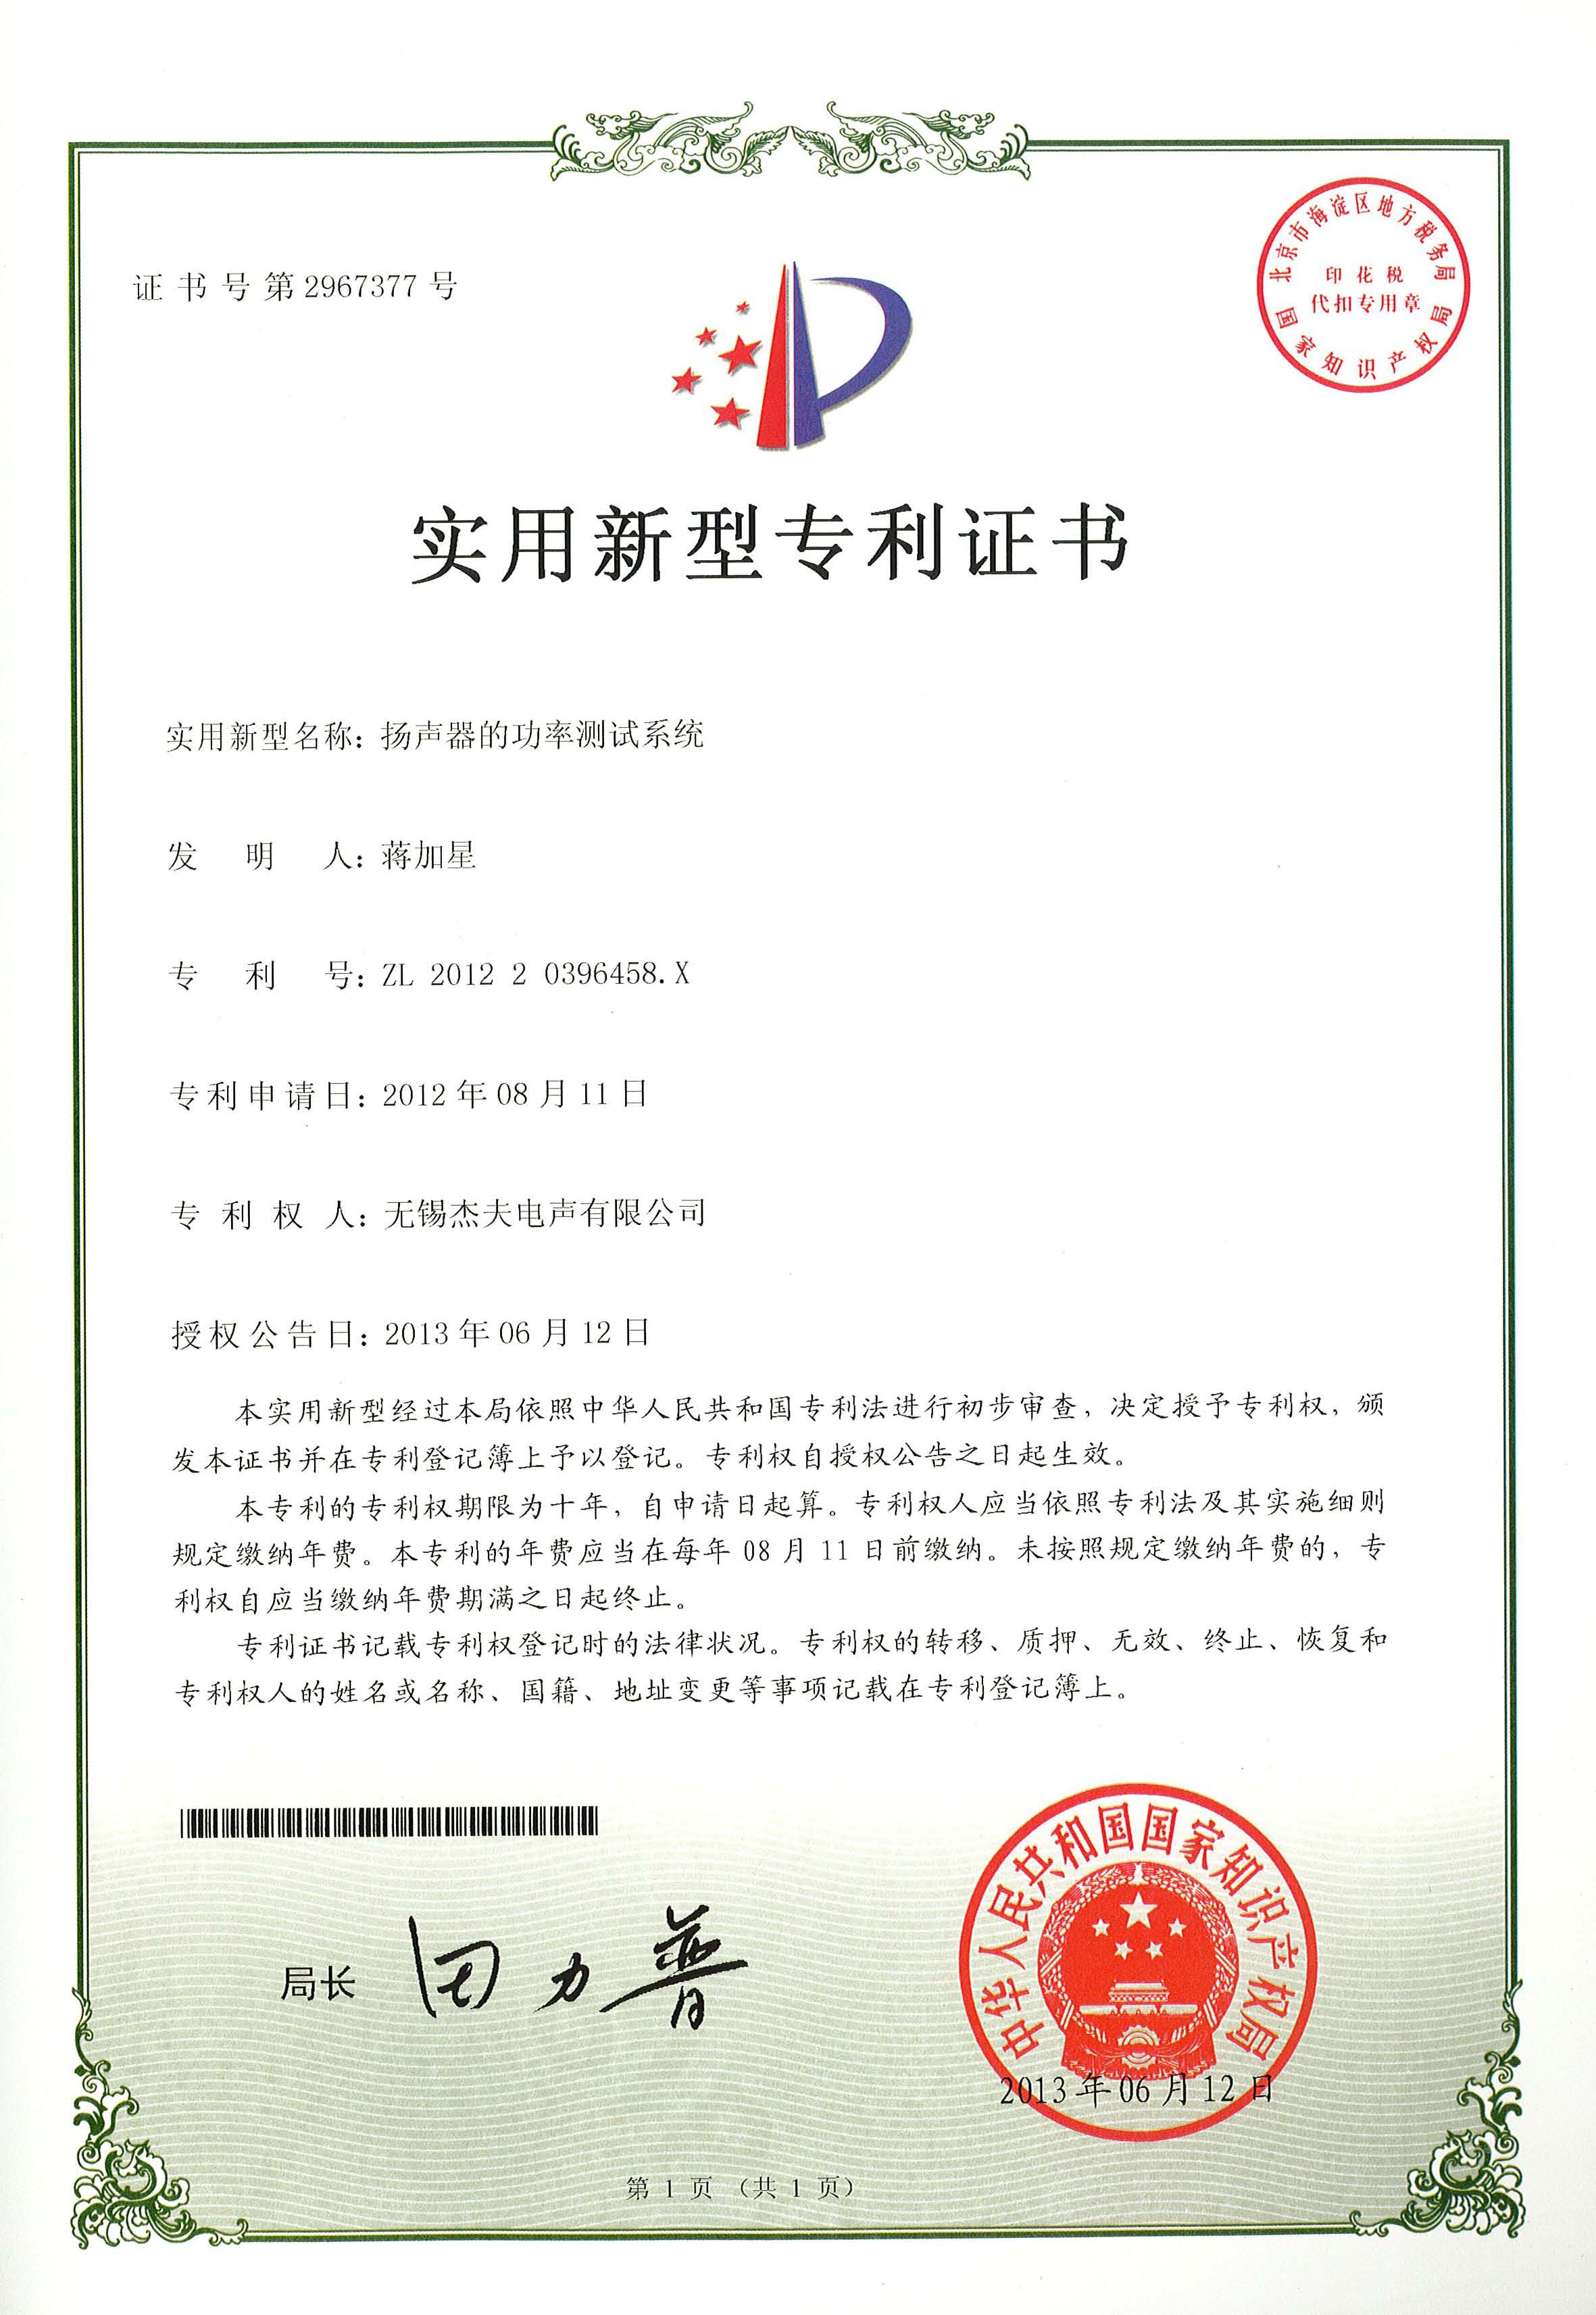 证书号第2967377号
北京市海淀区地方税务局
印花税
代扣专用章
国家知识产权局
实用新型专利证书
实用新型名称：扬声器的功率测试系统
发明人：蒋加星
专利号：ZL 2012 2 0396458.X
专利申请日：2012年08月11日
专利权人：无锡杰夫电声有限公司
授权公告日：2013年06月12日
本实用新型经过本局依照中华人民共和国专利法进行初步审查，决定授予专利权，颁
发本证书并在专利登记簿上予以登记。专利权自授权公告之日起生效。
本专利的专利权期限为十年，自申请日起算。专利权人应当依照专利法及其实施细则
规定缴纳年费。本专利的年费应当在每年08月11日前缴纳。未按照规定缴纳年费的，专
利权自应当缴纳年费期满之日起终止。
专利证书记载专利权登记时的法律状况。专利权的转移、质押、无效、终止、恢复和
专利权人的姓名或名称、国籍、地址变更等事项记载在专利登记簿上。
局长 田力普
中华人民共和国国家知识产权局
2013年06月12日
第1页（共1页）